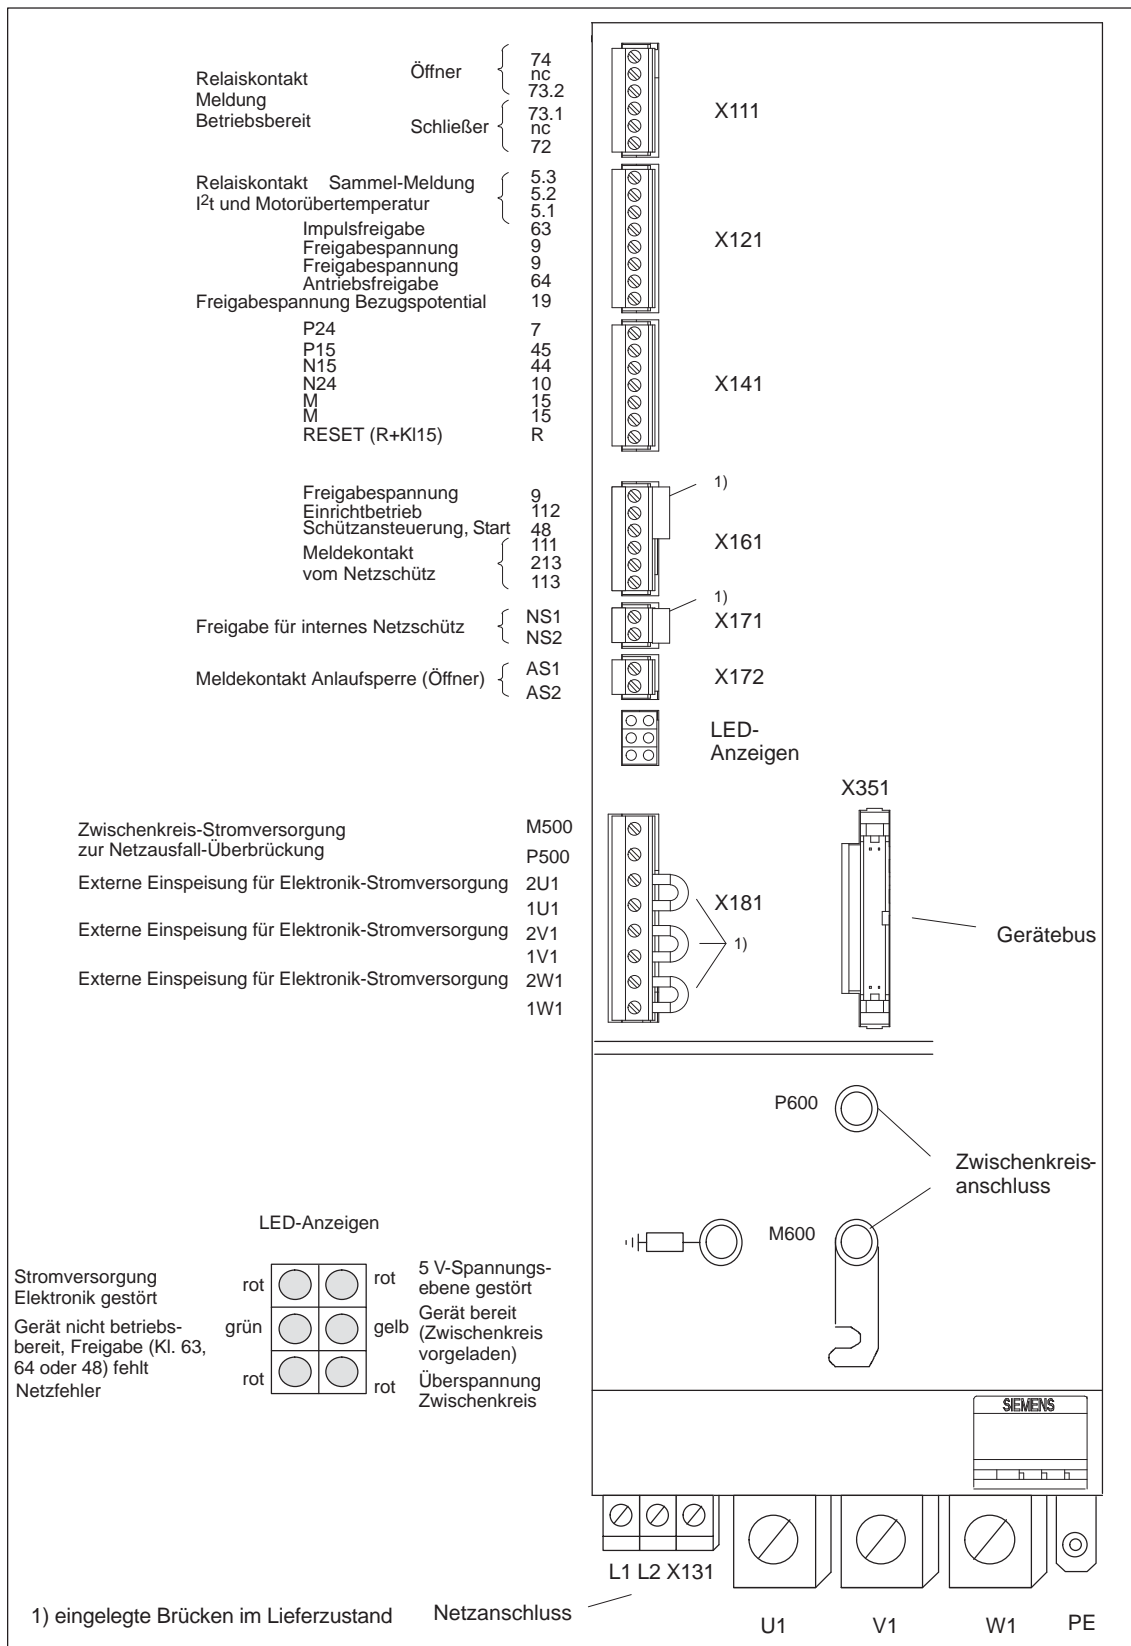 Relaiskontakt
Meldung
Betriebsbereit
Öffner
74
nc
73.2
Schließer
73.1
nc
72
X111
Relaiskontakt Sammel-Meldung
I2t und Motorübertemperatur
5.3
5.2
5.1
Impulsfreigabe 63
Freigabespannung 9
Freigabespannung 9
Antriebsfreigabe 64
Freigabespannung Bezugspotential 19
X121
P24 7
P15 45
N15 44
N24 10
M 15
M 15
RESET (R+Kl15) R
X141
1)
Freigabespannung 9
Einrichtbetrieb 112
Schützansteuerung, Start 48
Meldekontakt
vom Netzschütz
111
213
113
X161
1)
Freigabe für internes Netzschütz
NS1
NS2
X171
Meldekontakt Anlaufsperre (Öffner)
AS1
AS2
X172
LED-
Anzeigen
X351
Zwischenkreis-Stromversorgung
zur Netzausfall-Überbrückung
M500
P500
Externe Einspeisung für Elektronik-Stromversorgung 2U1
1U1
Externe Einspeisung für Elektronik-Stromversorgung 2V1
1V1
Externe Einspeisung für Elektronik-Stromversorgung 2W1
1W1
X181
1)
Gerätebus
P600
Zwischenkreis-
anschluss
M600
LED-Anzeigen
Stromversorgung
Elektronik gestört
rot
rot
5 V-Spannungs-
ebene gestört
Gerät nicht betriebs-
bereit, Freigabe (Kl. 63,
64 oder 48) fehlt
grün
gelb
Gerät bereit
(Zwischenkreis
vorgeladen)
Netzfehler
rot
rot
Überspannung
Zwischenkreis
SIEMENS
L1 L2 X131
1) eingelegte Brücken im Lieferzustand
Netzanschluss
U1 V1 W1 PE